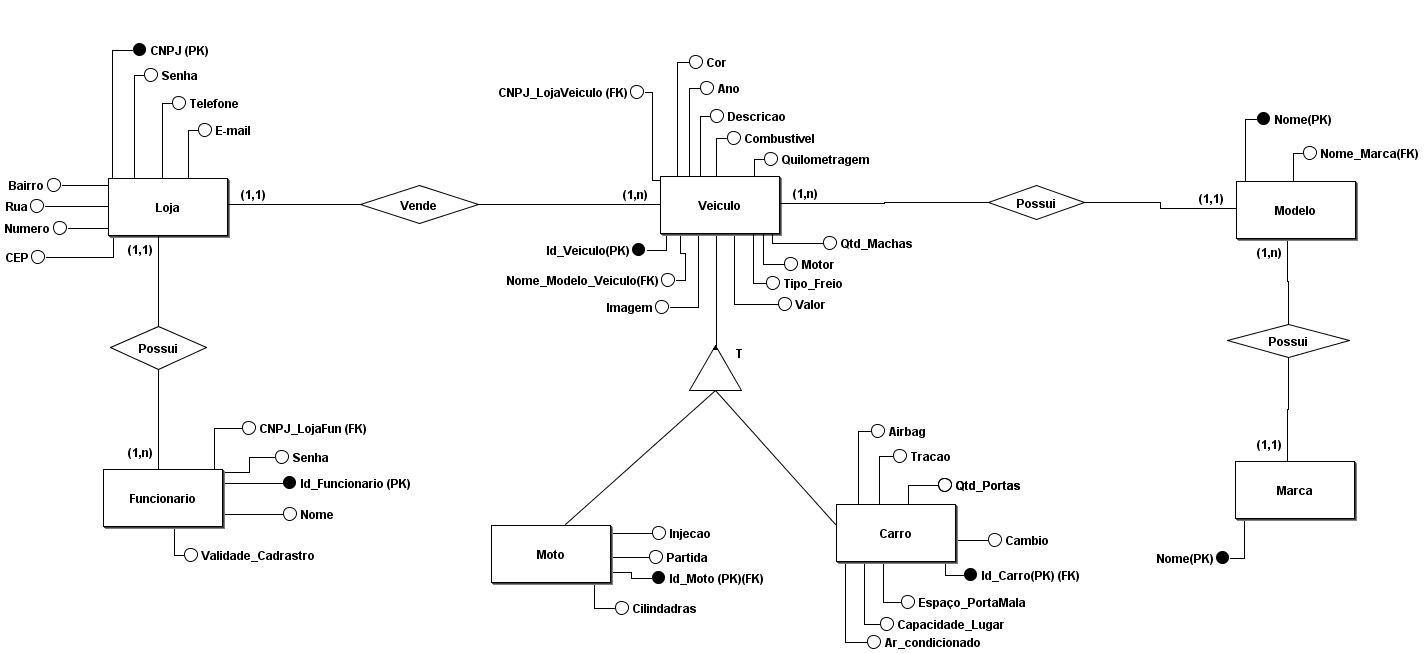 CNPJ (PK)
Senha
Telefone
E-mail
Bairro
Rua
Numero
CEP
Loja
(1,1)
(1,1)
Vende
(1,n)
CNPJ_LojaVeiculo (FK)
Cor
Ano
Descricao
Combustivel
Quilometragem
Veiculo
(1,n)
Possui
(1,1)
Nome(PK)
Nome_Marca(FK)
Modelo
(1,n)
Id_Veiculo(PK)
Nome_Modelo_Veiculo(FK)
Imagem
Qtd_Machas
Motor
Tipo_Freio
Valor
T
Possui
Possui
(1,n)
CNPJ_LojaFun (FK)
Senha
Id_Funcionario (PK)
Nome
Validade_Cadrastro
Funcionario
Moto
Injecao
Partida
Id_Moto (PK)(FK)
Cilindadras
Airbag
Tracao
Qtd_Portas
Carro
Cambio
Id_Carro(PK) (FK)
Espaço_PortaMala
Capacidade_Lugar
Ar_condicionado
(1,1)
Marca
Nome(PK)